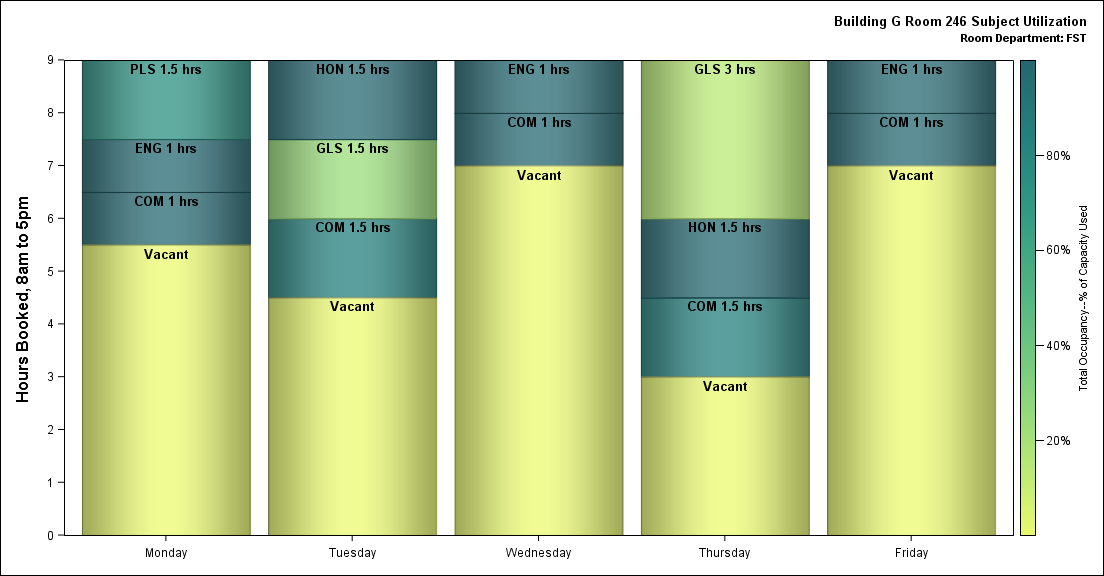 Building G Room 246 Subject Utilization
Room Department: FST
Hours Booked, 8am to 5pm
9
8
7
6
5
4
3
2
1
0
PLS 1.5 hrs
ENG 1 hrs
COM 1 hrs
Vacant
HON 1.5 hrs
GLS 1.5 hrs
COM 1.5 hrs
Vacant
ENG 1 hrs
COM 1 hrs
Vacant
GLS 3 hrs
HON 1.5 hrs
COM 1.5 hrs
Vacant
ENG 1 hrs
COM 1 hrs
Vacant
Monday
Tuesday
Wednesday
Thursday
Friday
80%
60%
40%
20%
Total Occupancy--% of Capacity Used